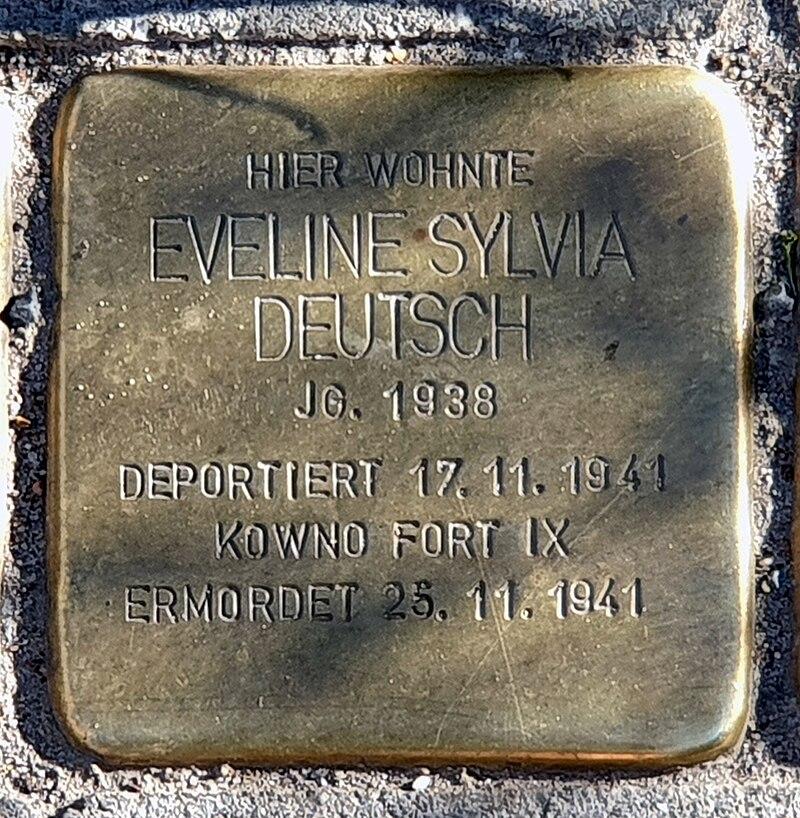 HIER WOHNTE
EVELINE SYLVIA
DEUTSCH
JG. 1938
DEPORTIERT 17. 11. 1941
KOWNO FORT IX
ERMORDET 25. 11. 1941